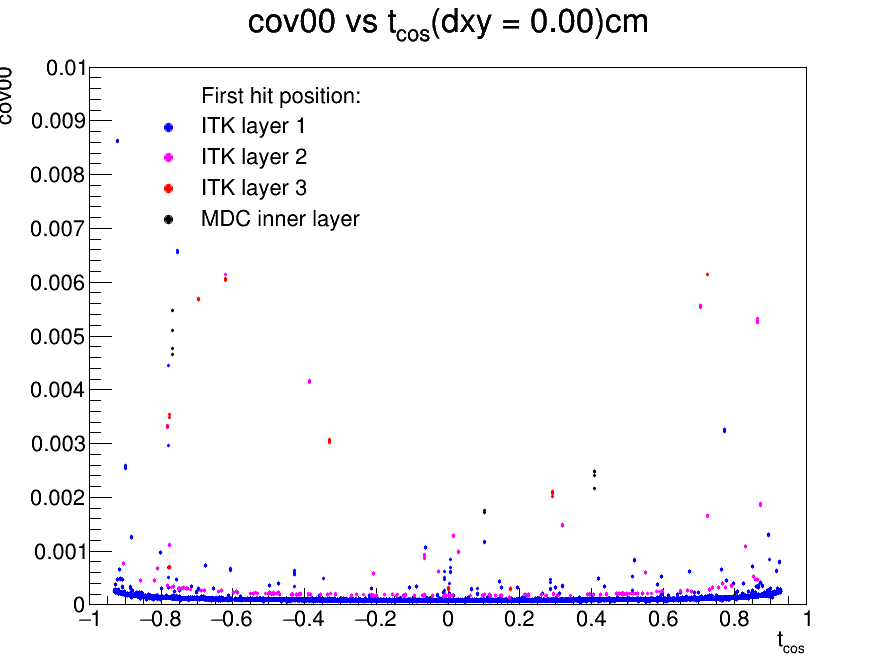 cov00 vs t_cos(dxy = 0.00)cm
cov00
0.01
0.009
0.008
0.007
0.006
0.005
0.004
0.003
0.002
0.001
0
First hit position:
ITK layer 1
ITK layer 2
ITK layer 3
MDC inner layer
−1 −0.8 −0.6 −0.4 −0.2 0 0.2 0.4 0.6 0.8 1
t_cos